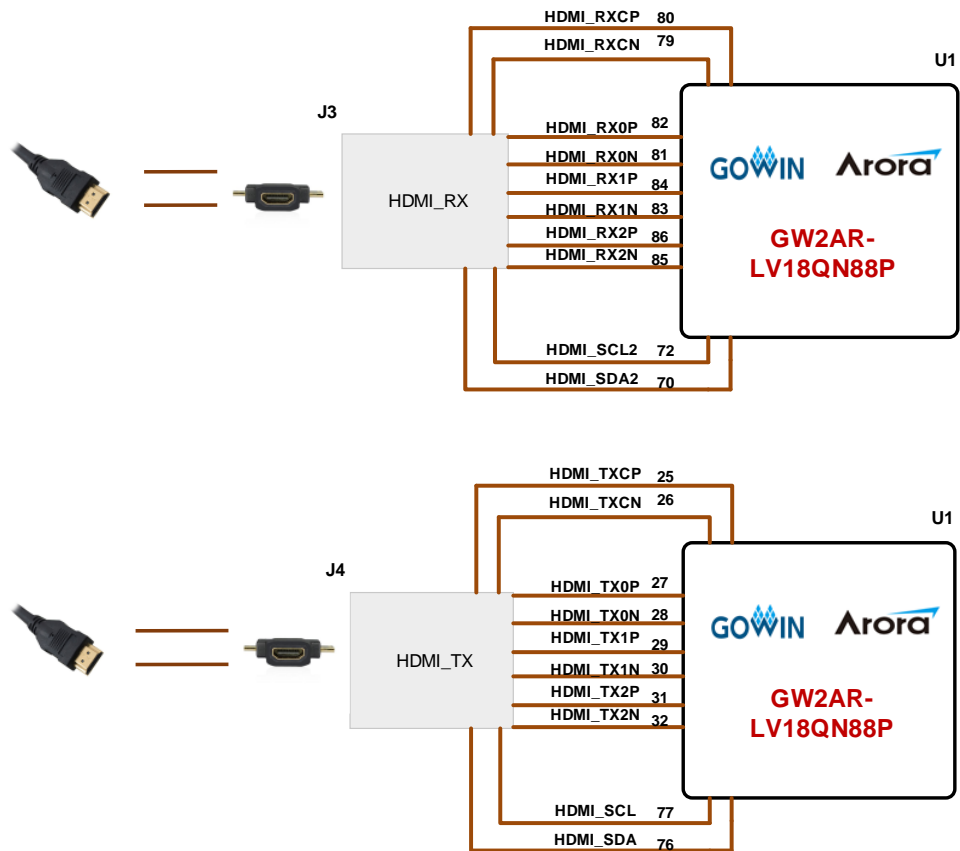 HDMI_RXCP 80
HDMI_RXCN 79
U1
J3
HDMI_RX0P 82
HDMI_RX0N 81
HDMI_RX1P 84
HDMI_RX1N 83
HDMI_RX2P 86
HDMI_RX2N 85
HDMI_RX
GOWIN Arora
GW2AR-
LV18QN88P
HDMI_SCL2 72
HDMI_SDA2 70
HDMI_TXCP 25
HDMI_TXCN 26
U1
J4
HDMI_TX0P 27
HDMI_TX0N 28
HDMI_TX1P 29
HDMI_TX1N 30
HDMI_TX2P 31
HDMI_TX2N 32
HDMI_TX
GOWIN Arora
GW2AR-
LV18QN88P
HDMI_SCL 77
HDMI_SDA 76